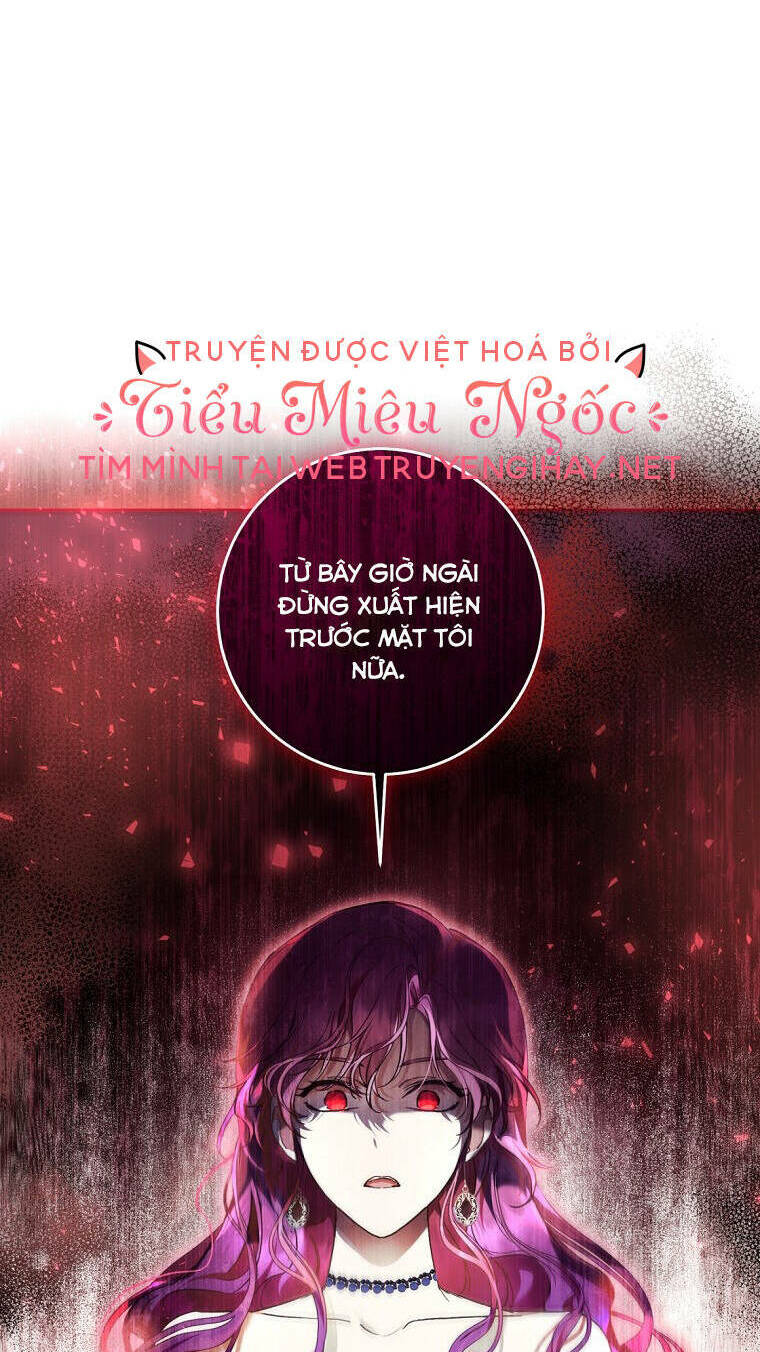 TRUYỆN ĐƯỢC VIỆT HOÁ BỞI
Tiểu Miêu Ngốc
TÌM MÌNH TẠI WEB TRUYENGIHAY.NET
TỪ BÂY GIỜ NGÀI
ĐỪNG XUẤT HIỆN
TRƯỚC MẶT TÔI
NỮA.